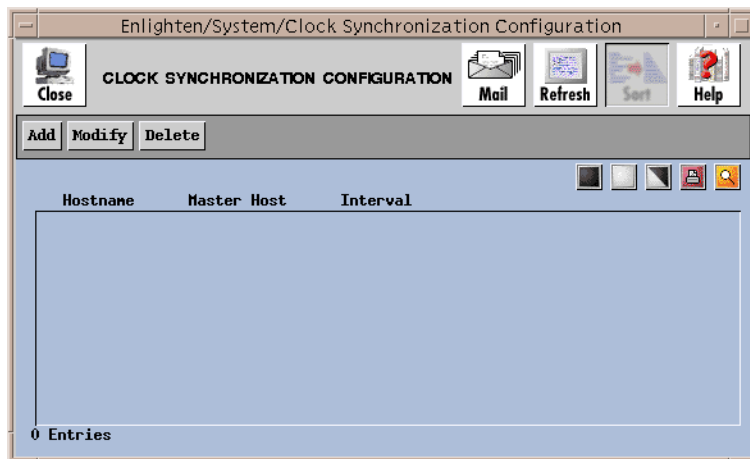 Enlighten/System/Clock Synchronization Configuration
Close
CLOCK SYNCHRONIZATION CONFIGURATION
Mail
Refresh
Sort
Help
Add Modify Delete
Hostname Master Host Interval
0 Entries